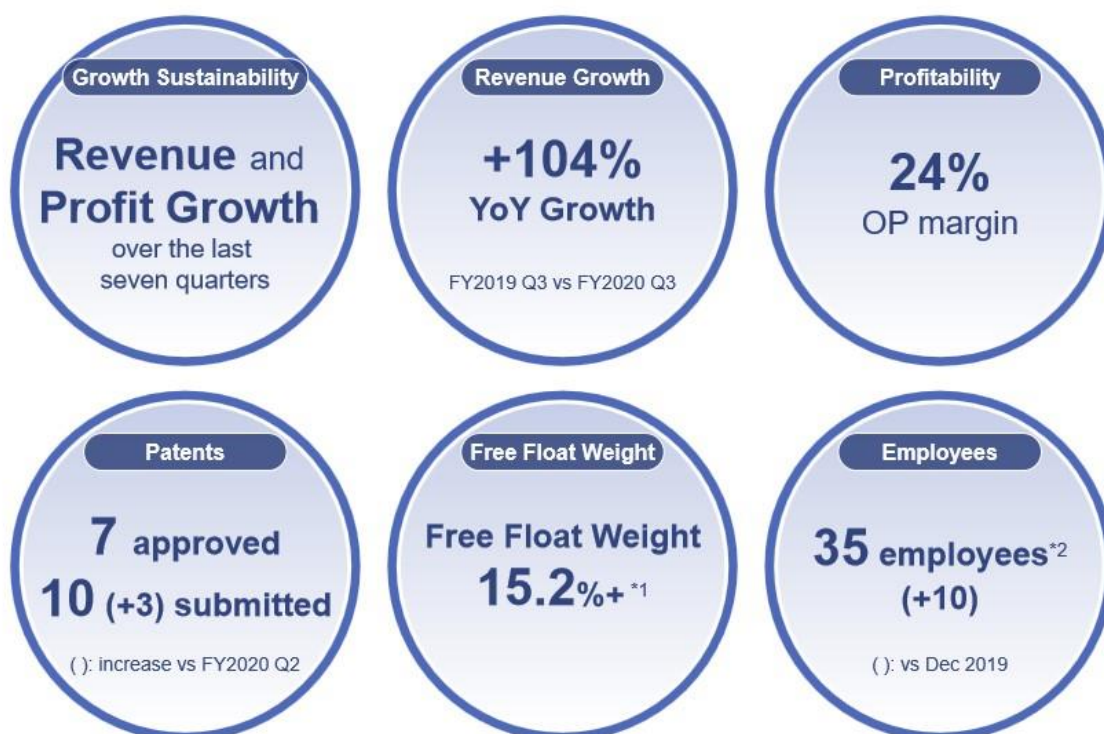 Growth Sustainability
Revenue and
Profit Growth
over the last
seven quarters
Revenue Growth
+104%
YoY Growth
FY2019 Q3 vs FY2020 Q3
Profitability
24%
OP margin
Patents
7 approved
10 (+3) submitted
( ): increase vs FY2020 Q2
Free Float Weight
Free Float Weight
15.2%+ *1
Employees
35 employees*2
(+10)
( ): vs Dec 2019